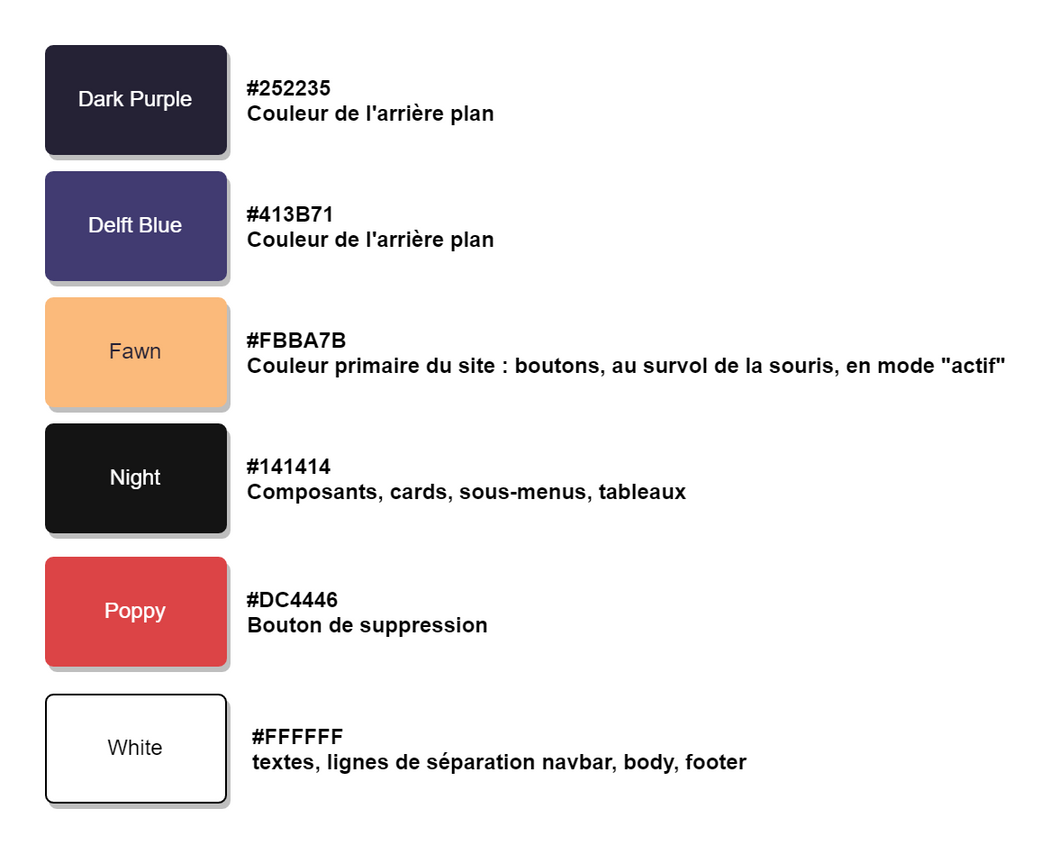 Dark Purple
#252235
Couleur de l'arrière plan
Delft Blue
#413B71
Couleur de l'arrière plan
Fawn
#FBBA7B
Couleur primaire du site : boutons, au survol de la souris, en mode "actif"
Night
#141414
Composants, cards, sous-menus, tableaux
Poppy
#DC4446
Bouton de suppression
White
#FFFFFF
textes, lignes de séparation navbar, body, footer